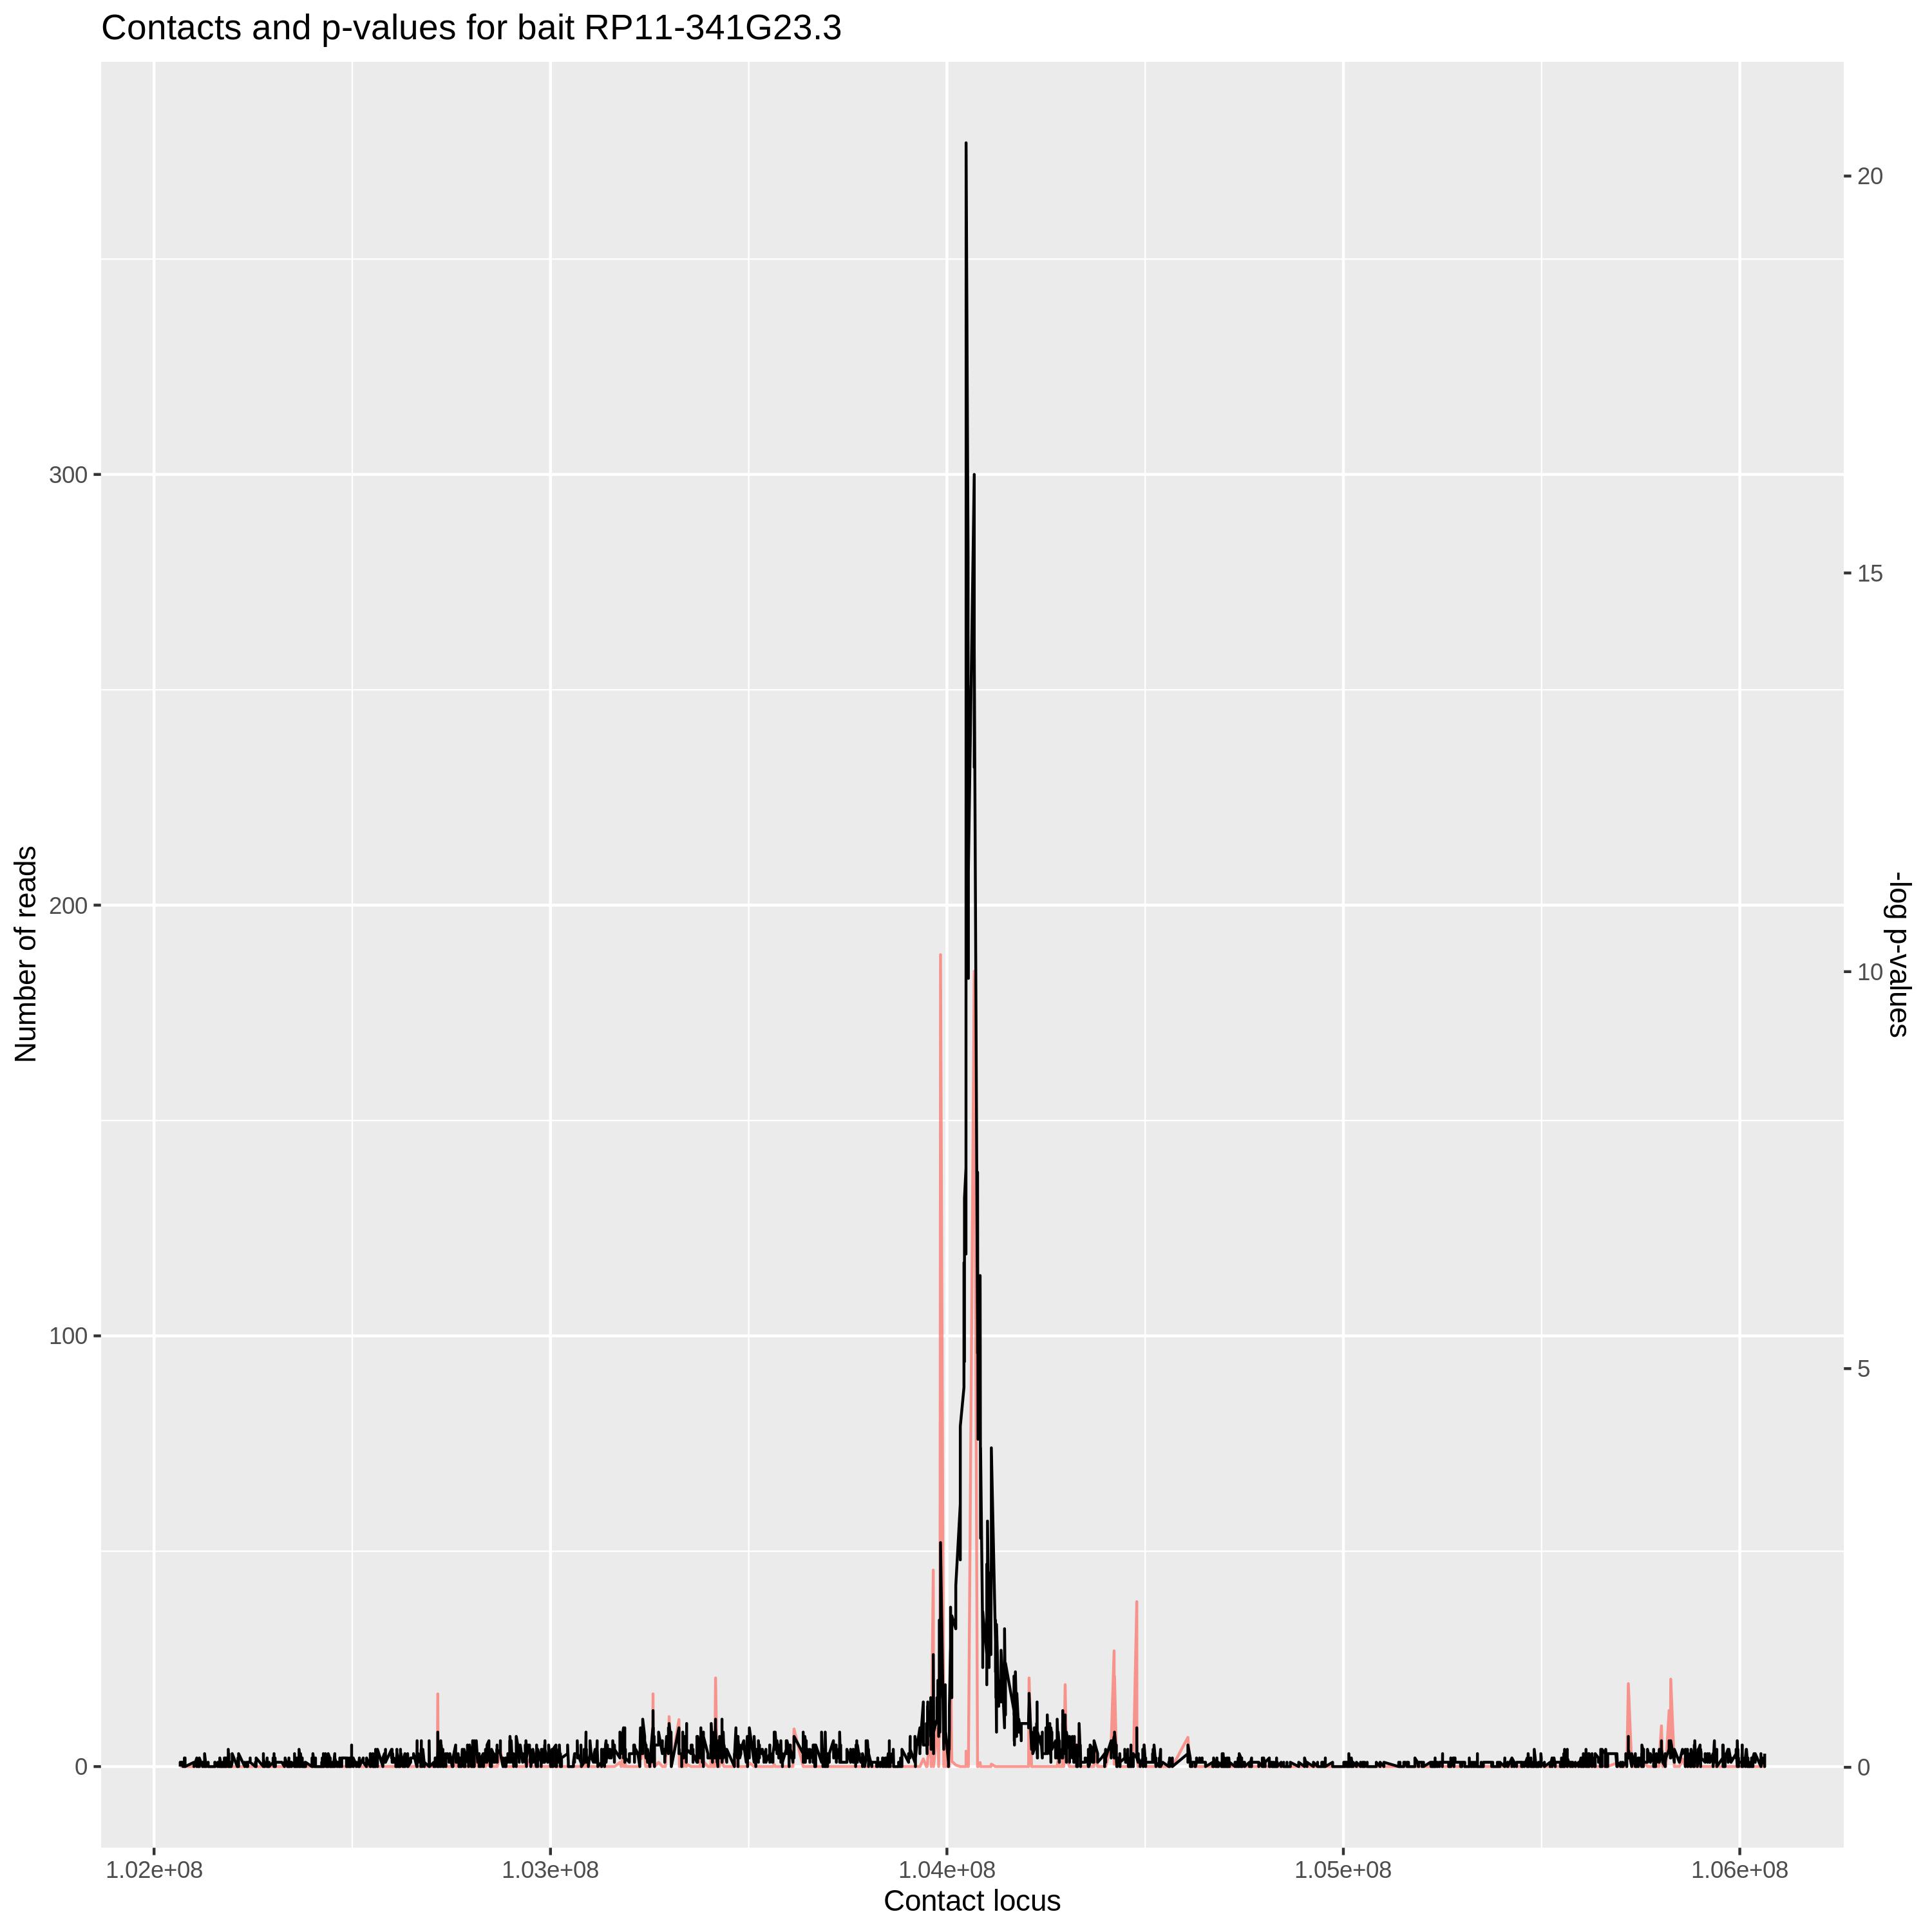 Contacts and p-values for bait RP11-341G23.3
Number of reads
300
200
100
0
20
15
10
5
0
-log p-values
1.02e+08
1.03e+08
1.04e+08
1.05e+08
1.06e+08
Contact locus